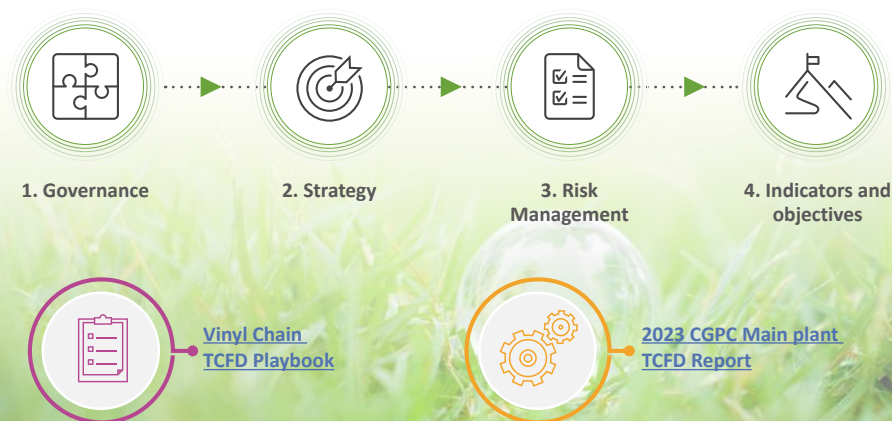 1. Governance
2. Strategy
3. Risk
Management
4. Indicators and
objectives
Vinyl Chain
TCFD Playbook
2023 CGPC Main plant
TCFD Report